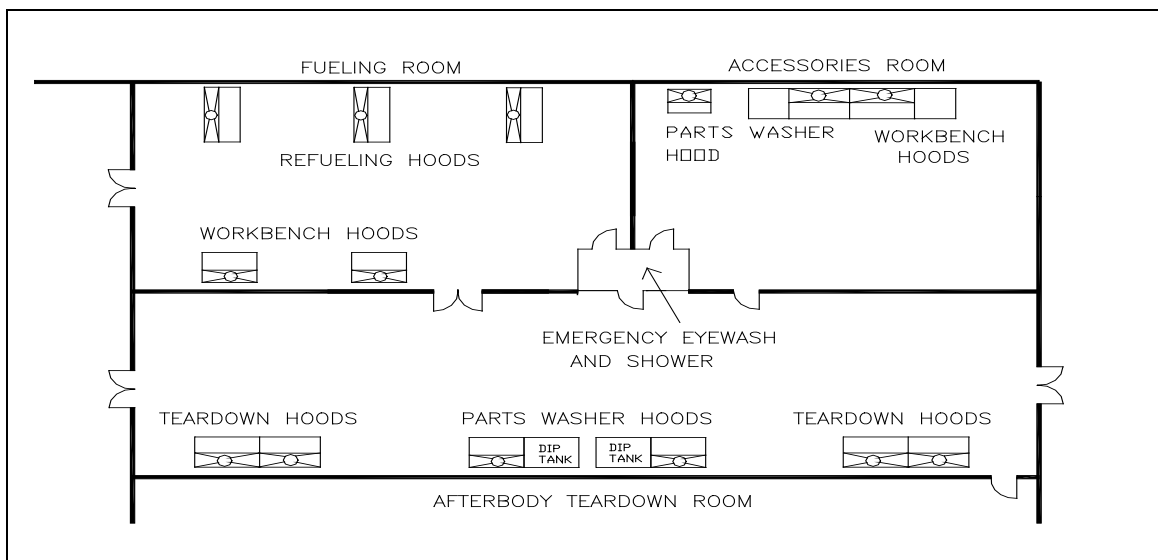 FUELING ROOM
ACCESSORIES ROOM
REFUELING HOODS
PARTS WASHER
HOOD
WORKBENCH
HOODS
WORKBENCH HOODS
EMERGENCY EYEWASH
AND SHOWER
TEARDOWN HOODS
PARTS WASHER HOODS
TEARDOWN HOODS
DIP
TANK
DIP
TANK
AFTERBODY TEARDOWN ROOM